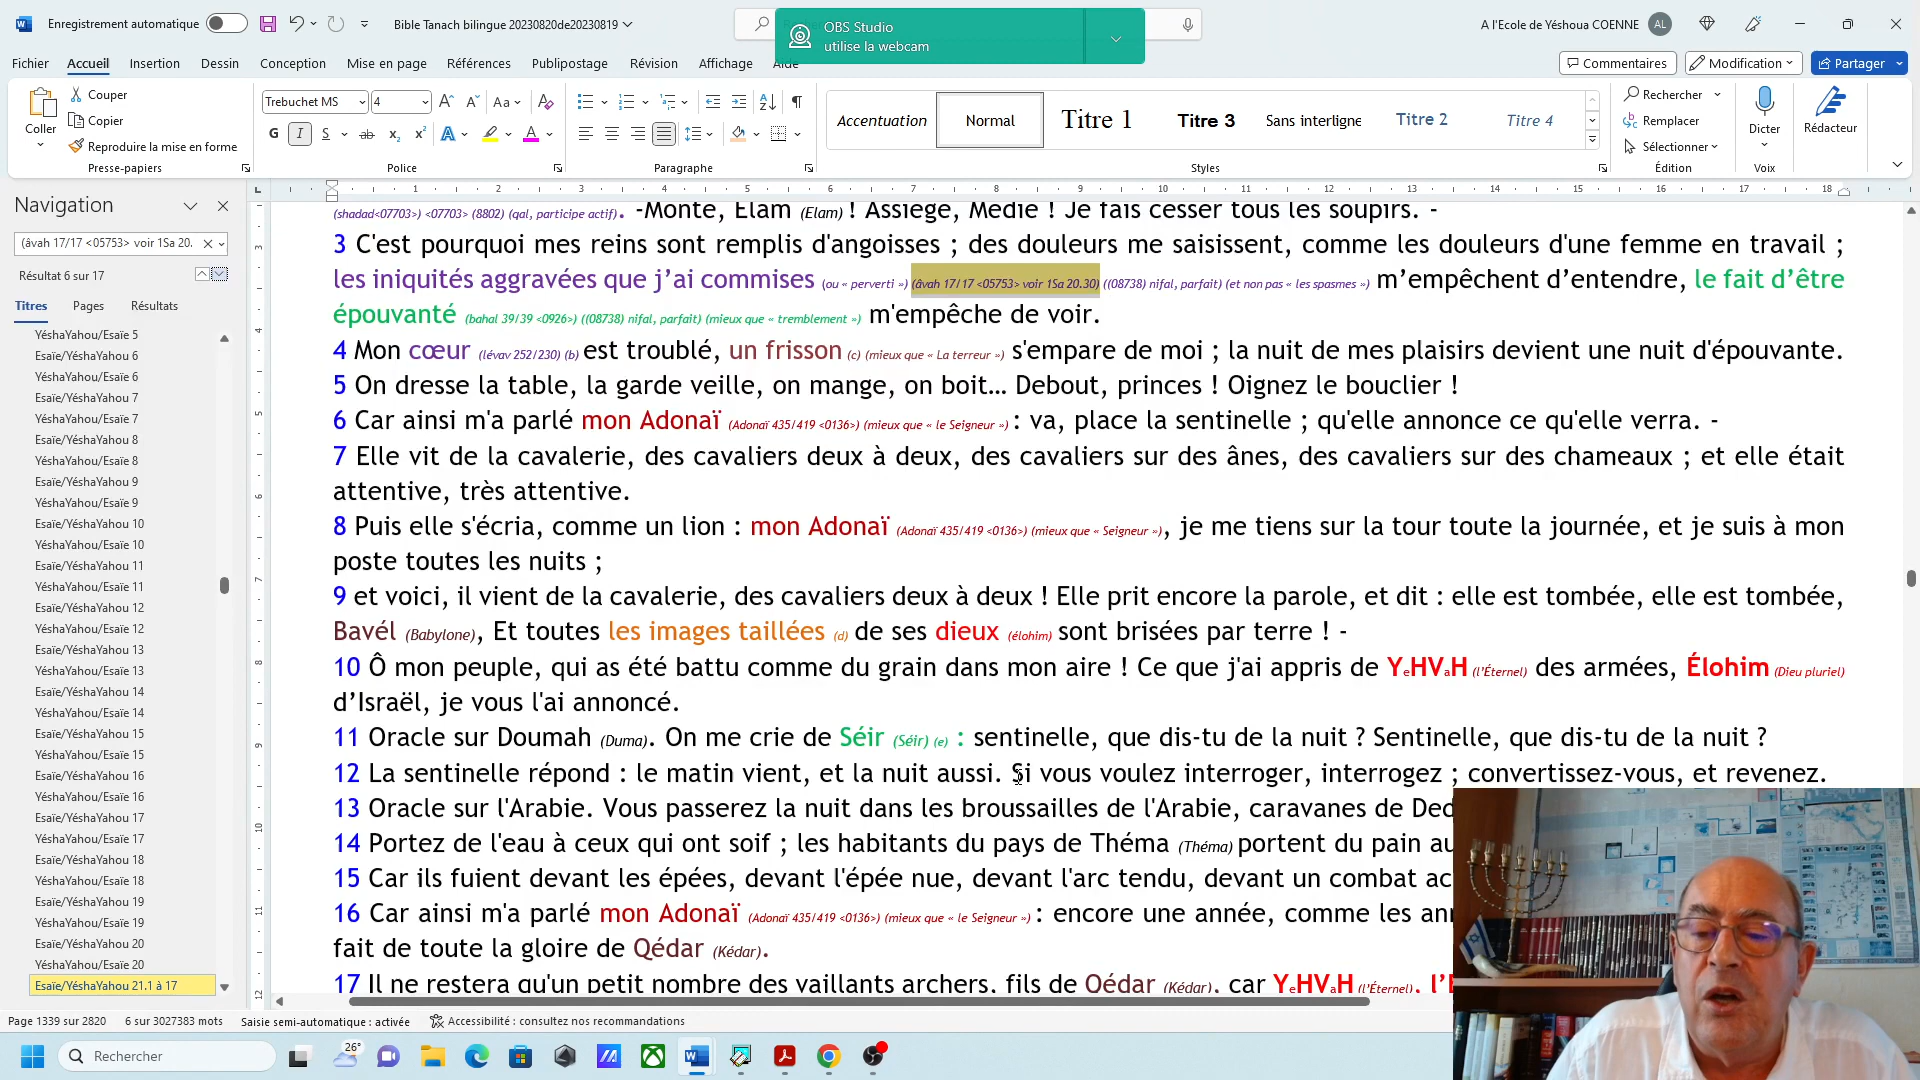 Enregistrement automatique
Bible Tanach bilingue 20230820de20230819
OBS Studio
utilise la webcam
A l'Ecole de Yéshoua COENNE
AL
Fichier Accueil Insertion Dessin Conception Mise en page Références Publipostage Révision Affichage Aide
Commentaires Modification Partager
Coller
Couper
Copier
Reproduire la mise en forme
Presse-papiers
Trebuchet MS 4
G I S ab
Police
Paragraphe
Accentuation Normal Titre 1 Titre 3 Sans interligne Titre 2 Titre 4
Styles
Rechercher
Remplacer
Sélectionner
Édition
Dicter
Voix
Rédacteur
Navigation
(âvah 17/17 <05753> voir 1Sa 20.
Résultat 6 sur 17
Titres Pages Résultats
YéshaYahou/Esaïe 5
Esaïe/YéshaYahou 6
YéshaYahou/Esaïe 6
Esaïe/YéshaYahou 7
YéshaYahou/Esaïe 7
Esaïe/YéshaYahou 8
YéshaYahou/Esaïe 8
Esaïe/YéshaYahou 9
YéshaYahou/Esaïe 9
Esaïe/YéshaYahou 10
YéshaYahou/Esaïe 10
Esaïe/YéshaYahou 11
YéshaYahou/Esaïe 11
Esaïe/YéshaYahou 12
YéshaYahou/Esaïe 12
Esaïe/YéshaYahou 13
YéshaYahou/Esaïe 13
Esaïe/YéshaYahou 14
YéshaYahou/Esaïe 14
Esaïe/YéshaYahou 15
YéshaYahou/Esaïe 15
Esaïe/YéshaYahou 16
YéshaYahou/Esaïe 16
Esaïe/YéshaYahou 17
YéshaYahou/Esaïe 17
Esaïe/YéshaYahou 18
YéshaYahou/Esaïe 18
Esaïe/YéshaYahou 19
YéshaYahou/Esaïe 19
Esaïe/YéshaYahou 20
YéshaYahou/Esaïe 20
Esaïe/YéshaYahou 21.1 à 17
(shadad<07703>) <07703> (8802) (qal, participe actif). -Monte, Elam (Elam) ! Assiège, Médie ! Je fais cesser tous les soupirs. -
3 C'est pourquoi mes reins sont remplis d'angoisses ; des douleurs me saisissent, comme les douleurs d'une femme en travail ;
les iniquités aggravées que j’ai commises (ou « perverti ») (âvah 17/17 <05753> voir 1Sa 20.30) ((08738) nifal, parfait) (et non pas « les spasmes ») m’empêchent d’entendre, le fait d’être
épouvanté (bahal 39/39 <0926>) ((08738) nifal, parfait) (mieux que « tremblement ») m'empêche de voir.
4 Mon cœur (lévav 252/230) (b) est troublé, un frisson (c) (mieux que « La terreur ») s'empare de moi ; la nuit de mes plaisirs devient une nuit d'épouvante.
5 On dresse la table, la garde veille, on mange, on boit… Debout, princes ! Oignez le bouclier !
6 Car ainsi m'a parlé mon Adonaï (Adonaï 435/419 <0136>) (mieux que « le Seigneur ») : va, place la sentinelle ; qu'elle annonce ce qu'elle verra. -
7 Elle vit de la cavalerie, des cavaliers deux à deux, des cavaliers sur des ânes, des cavaliers sur des chameaux ; et elle était
attentive, très attentive.
8 Puis elle s'écria, comme un lion : mon Adonaï (Adonaï 435/419 <0136>) (mieux que « Seigneur »), je me tiens sur la tour toute la journée, et je suis à mon
poste toutes les nuits ;
9 et voici, il vient de la cavalerie, des cavaliers deux à deux ! Elle prit encore la parole, et dit : elle est tombée, elle est tombée,
Bavél (Babylone), Et toutes les images taillées (d) de ses dieux (élohim) sont brisées par terre ! -
10 Ô mon peuple, qui as été battu comme du grain dans mon aire ! Ce que j'ai appris de YeHVaH (l’Éternel) des armées, Élohim (Dieu pluriel)
d’Israël, je vous l'ai annoncé.
11 Oracle sur Doumah (Duma). On me crie de Séir (Séir) (e) : sentinelle, que dis-tu de la nuit ? Sentinelle, que dis-tu de la nuit ?
12 La sentinelle répond : le matin vient, et la nuit aussi. Si vous voulez interroger, interrogez ; convertissez-vous, et revenez.
13 Oracle sur l'Arabie. Vous passerez la nuit dans les broussailles de l'Arabie, caravanes de Ded
14 Portez de l'eau à ceux qui ont soif ; les habitants du pays de Théma (Théma) portent du pain au
15 Car ils fuient devant les épées, devant l'épée nue, devant l'arc tendu, devant un combat ac
16 Car ainsi m'a parlé mon Adonaï (Adonaï 435/419 <0136>) (mieux que « le Seigneur ») : encore une année, comme les an
fait de toute la gloire de Qédar (Kédar).
17 Il ne restera qu'un petit nombre des vaillants archers, fils de Qédar (Kédar), car YeHVaH (l’Éternel), l’
Page 1339 sur 2820 6 sur 3027383 mots Saisie semi-automatique : activée Accessibilité : consultez nos recommandations
Rechercher
26°